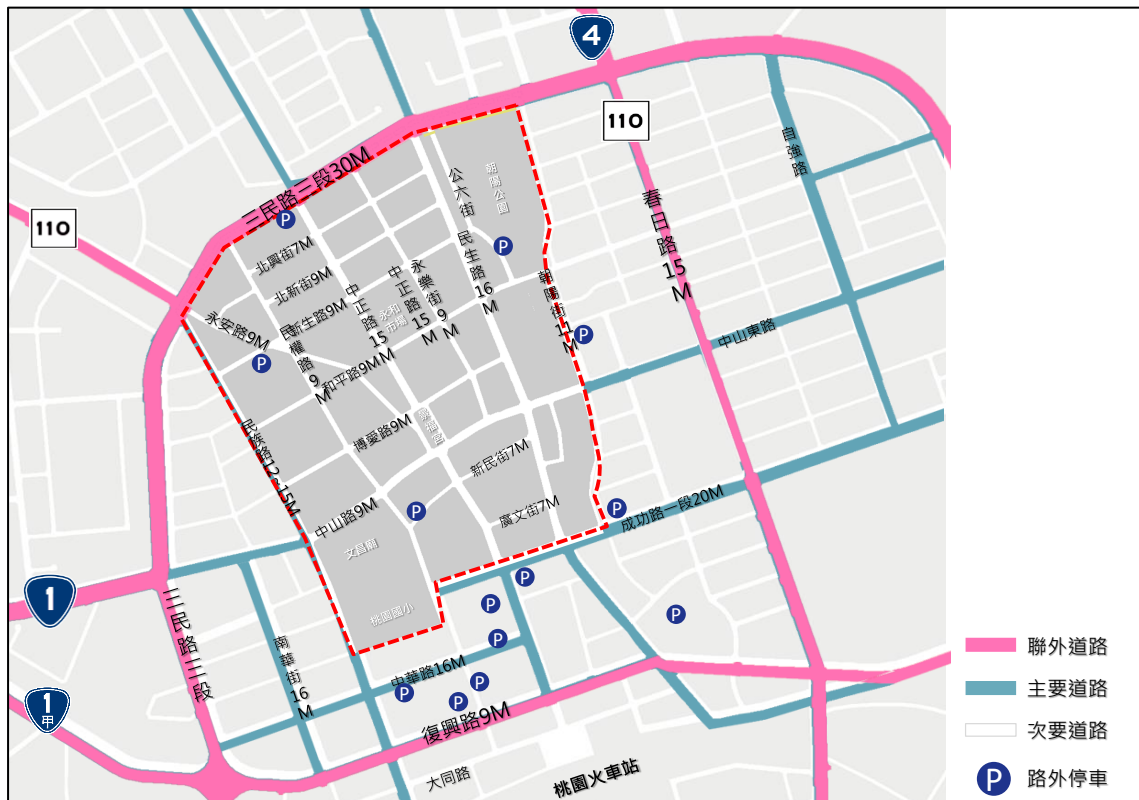 4
110
自強路
三民路三段30M
公六街
朝陽公園
110
春日路15M
北興街7M
北新街9M
新生路9M
永安路9M
民權路9M
中正路15M
中正路15M
永樂街9M
永和市場
民生路16M
朝陽街11M
中山東路
和平路9M
景福宮
博愛路9M
民族路12~15M
新民街7M
中山路9M
廣文街7M
成功路一段20M
文昌廟
桃園國小
1
三民路三段
南華街16M
中華路16M
1甲
復興路9M
大同路
桃園火車站
P
P
P
P
P
P
P
P
P
P
P
P
P
聯外道路
主要道路
次要道路
P 路外停車